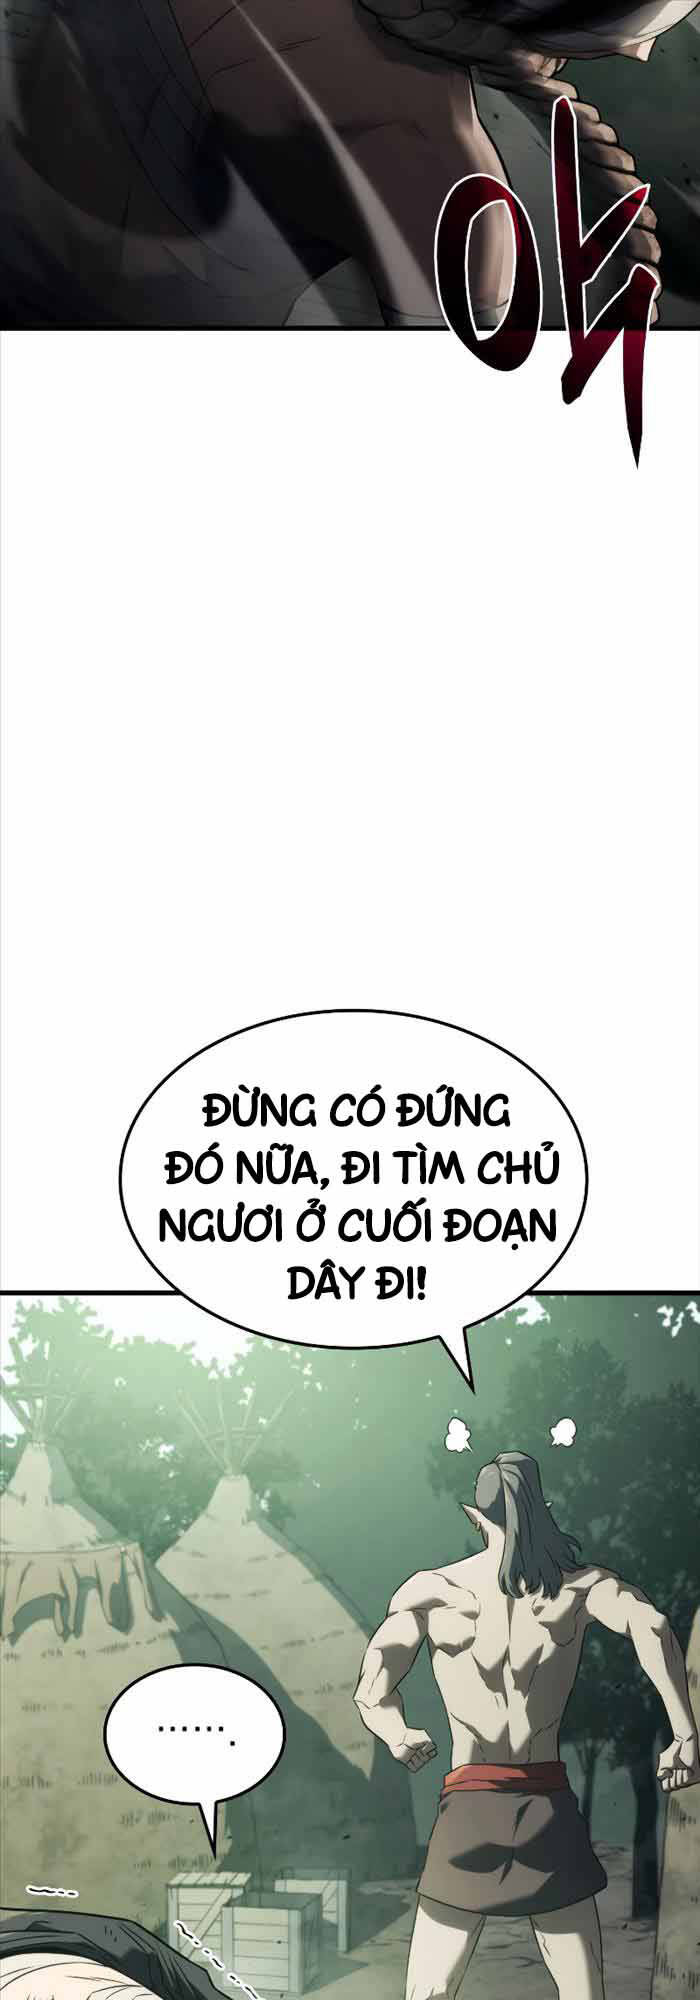 야
ĐỪNG CÓ ĐỨNG
ĐÓ NỮA, ĐI TÌM CHỦ
NGƯƠI Ở CUỐI ĐOẠN
DÂY ĐI!
.......